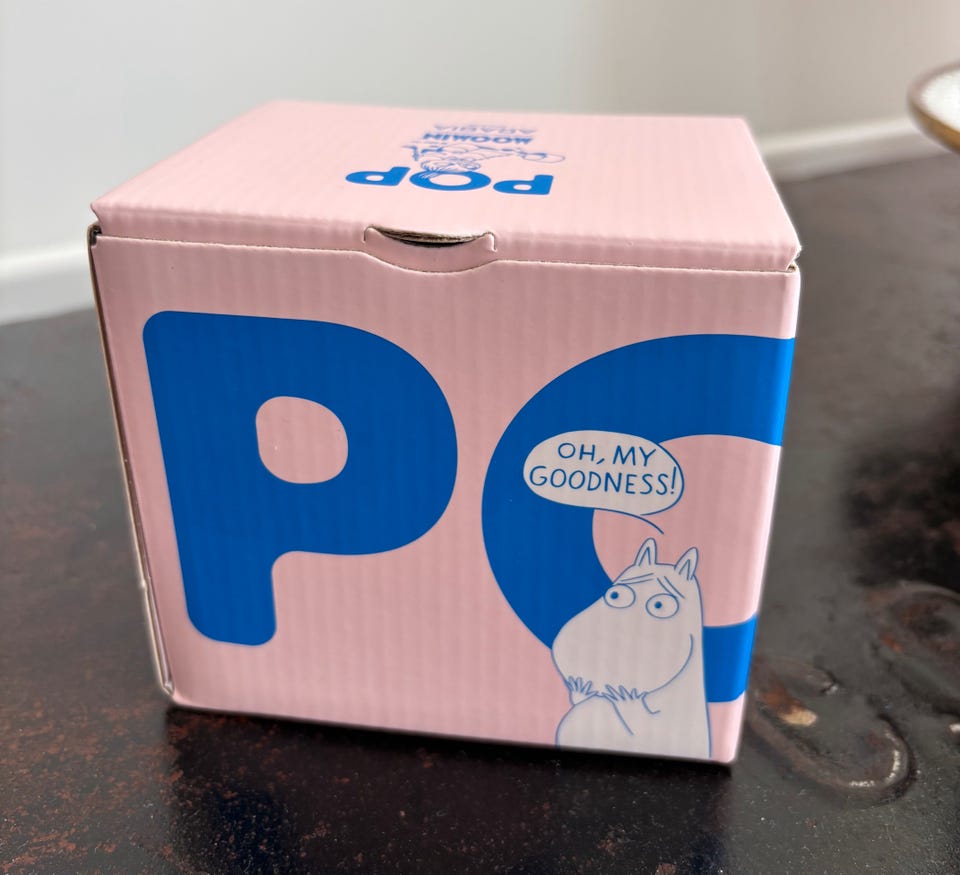 POP
MOOMIN
ARABIA
PO
OH, MY
GOODNESS!